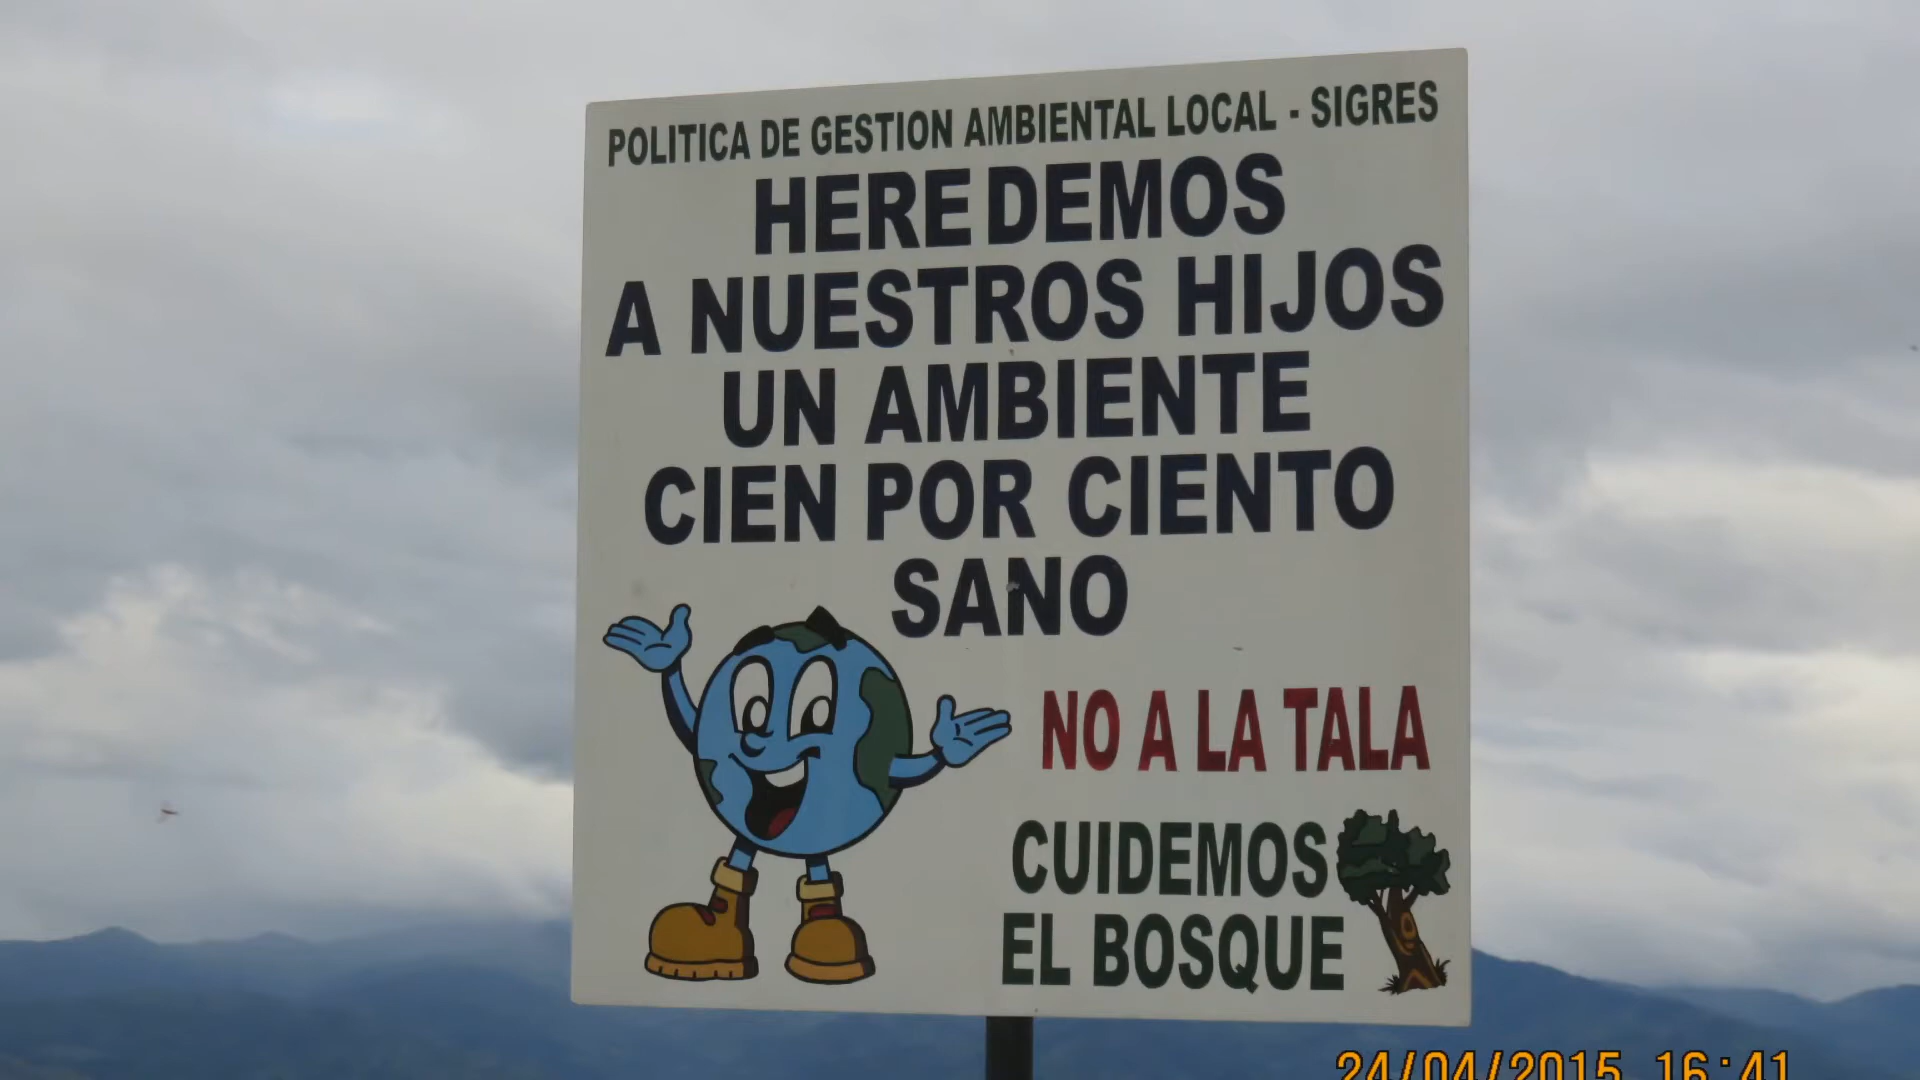 POLITICA DE GESTION AMBIENTAL LOCAL - SIGRES
HEREDEMOS
A NUESTROS HIJOS
UN AMBIENTE
CIEN POR CIENTO
SANO
NO A LA TALA
CUIDEMOS
EL BOSQUE
24/04/2015 16:41